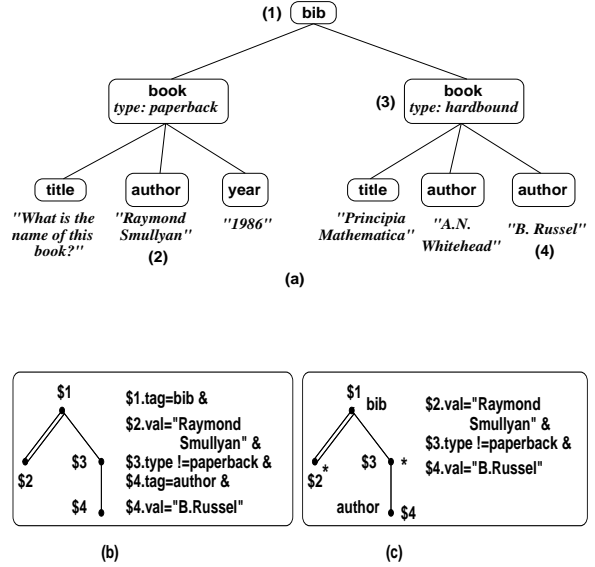 (1) bib
book
type: paperback
(3) book
type: hardbound
title author year title author author
"What is the name of this book?"
"Raymond Smullyan"
(2)
"1986"
"Principia Mathematica"
"A.N. Whitehead"
"B. Russel"
(4)
(a)
$1
$2
$3
$4
$1.tag=bib &
$2.val="Raymond
Smullyan" &
$3.type !=paperback &
$4.tag=author &
$4.val="B.Russel"
(b)
$1
bib
$2 *
$3 *
author $4
$2.val="Raymond
Smullyan" &
$3.type !=paperback &
$4.val="B.Russel"
(c)